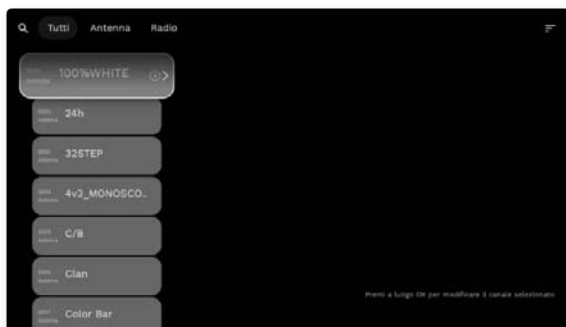 Tutti Antenna Radio
100%WHITE
24h
32STEP
4v3_MONOSCO..
C/B
Clan
Color Bar
Premi a lungo OK per modificare il canale selezionato